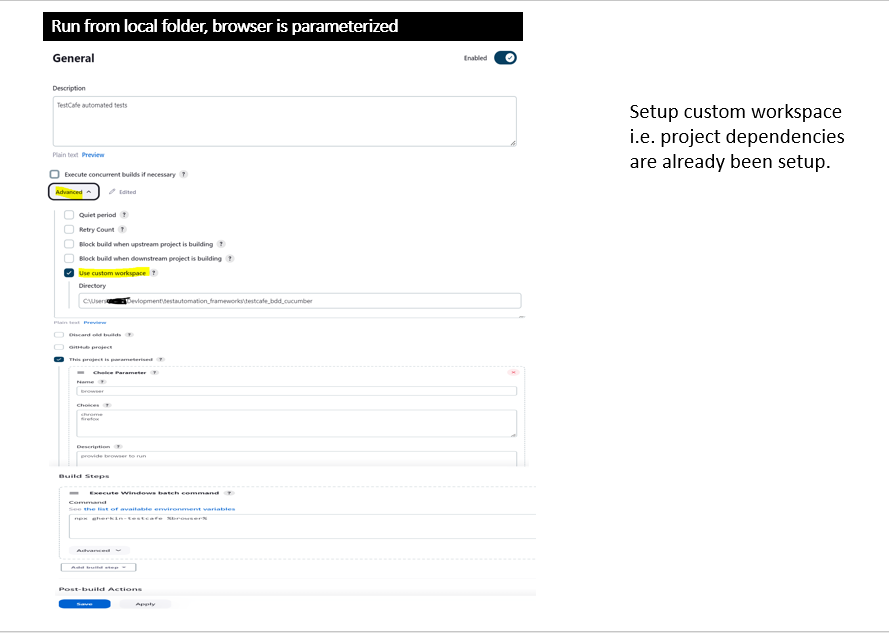 Run from local folder, browser is parameterized
General
Enabled
Description
TestCafe automated tests
Plain text Preview
Execute concurrent builds if necessary ?
Advanced
Edited
Quiet period ?
Retry Count ?
Block build when upstream project is building ?
Block build when downstream project is building ?
Use custom workspace ?
Directory
C:\Users\ Devlopment\testautomation_frameworks\testcafe_bdd_cucumber
Plain text Preview
Discard old builds ?
GitHub project
This project is parameterised ?
Choice Parameter ?
Name ?
browser
Choices ?
chrome
firefox
Description ?
provide browser to run
Build Steps
Execute Windows batch command ?
Command
See the list of available environment variables
npx gherkin-testcafe %browser%
Advanced
Add build step
Post-build Actions
Save Apply
Setup custom workspace
i.e. project dependencies
are already been setup.